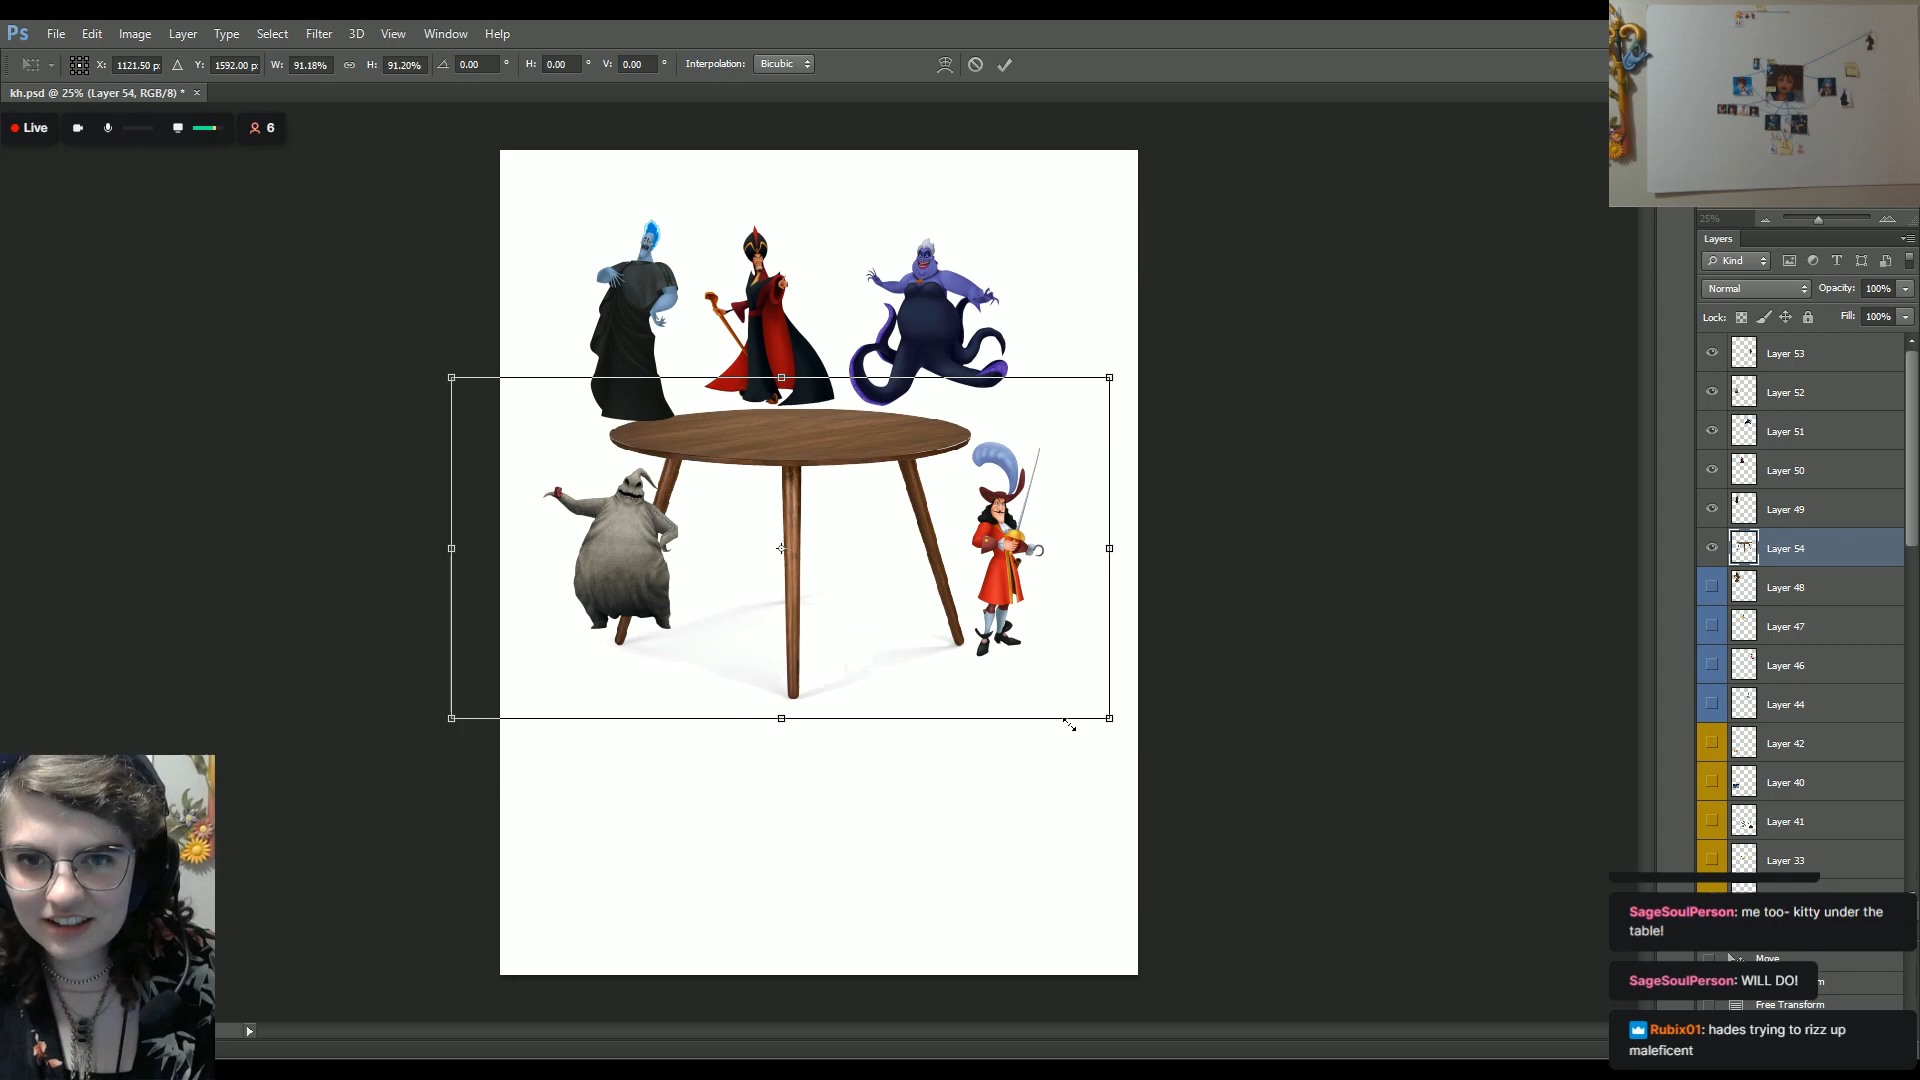 Ps File Edit Image Layer Type Select Filter 3D View Window Help
X: 1121.50 p: Y: 1592.00 p: W: 91.18% H: 91.20% 0.00 ° H: 0.00 ° V: 0.00 ° Interpolation: Bicubic
kh.psd @ 25% (Layer 54, RGB/8) * ×
Live 6
25%
Layers
Kind T
Normal Opacity: 100%
Lock: Fill: 100%
Layer 53
Layer 52
Layer 51
Layer 50
Layer 49
Layer 54
Layer 48
Layer 47
Layer 46
Layer 44
Layer 42
Layer 40
Layer 41
Layer 33
SageSoulPerson: me too- kitty under the
table!
Move
SageSoulPerson: WILL DO!
Free Transform
Rubix01: hades trying to rizz up
maleficent